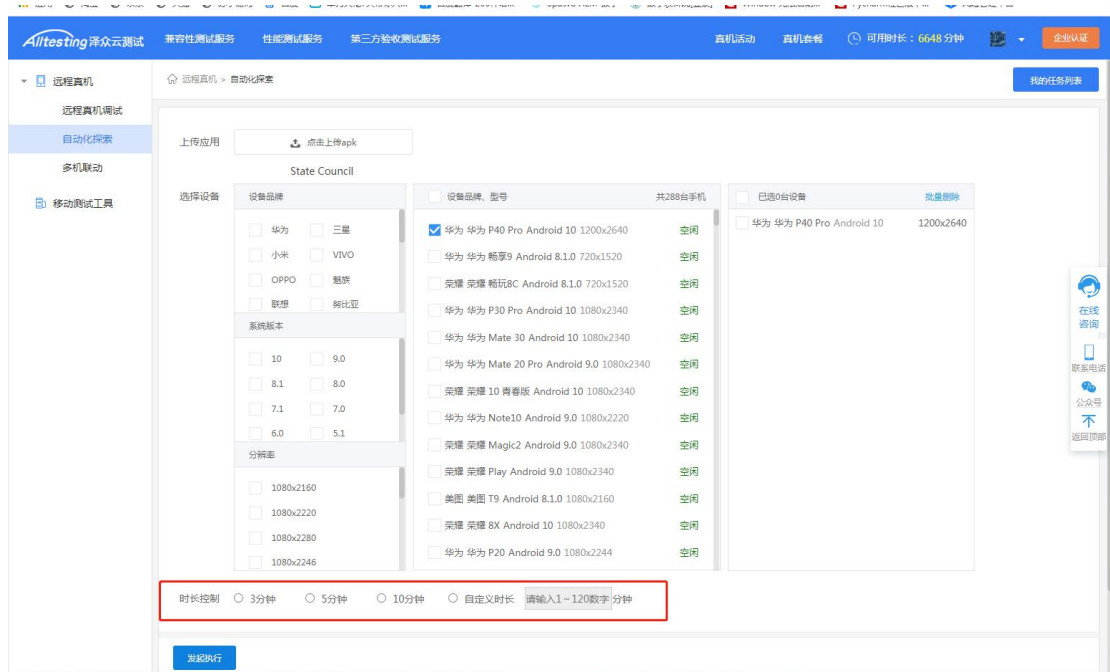 Alltesting泽众云测试 兼容性测试服务 性能测试服务 第三方验收测试服务 真机活动 真机套餐 可用时长：6648分钟 企业认证
远程真机
远程真机调试
自动化探索
多机联动
移动测试工具
远程真机 > 自动化探索 我的任务列表
上传应用 点击上传apk
State Council
选择设备 设备品牌
华为 三星
小米 VIVO
OPPO 魅族
联想 努比亚
系统版本
10 9.0
8.1 8.0
7.1 7.0
6.0 5.1
分辨率
1080x2160
1080x2220
1080x2280
1080x2246
设备品牌、型号 共288台手机
华为 华为 P40 Pro Android 10 1200x2640 空闲
华为 华为 畅享9 Android 8.1.0 720x1520 空闲
荣耀 荣耀 畅玩8C Android 8.1.0 720x1520 空闲
华为 华为 P30 Pro Android 10 1080x2340 空闲
华为 华为 Mate 30 Android 10 1080x2340 空闲
华为 华为 Mate 20 Pro Android 9.0 1080x2340 空闲
荣耀 荣耀 10 青春版 Android 10 1080x2340 空闲
华为 华为 Note10 Android 9.0 1080x2220 空闲
荣耀 荣耀 Magic2 Android 9.0 1080x2340 空闲
荣耀 荣耀 Play Android 9.0 1080x2340 空闲
美图 美图 T9 Android 8.1.0 1080x2160 空闲
荣耀 荣耀 8X Android 10 1080x2340 空闲
华为 华为 P20 Android 9.0 1080x2244 空闲
已选0台设备 批量删除
华为 华为 P40 Pro Android 10 1200x2640
在线
咨询
联系电话
公众号
返回顶部
时长控制 3分钟 5分钟 10分钟 自定义时长 请输入1~120数字 分钟
发起执行